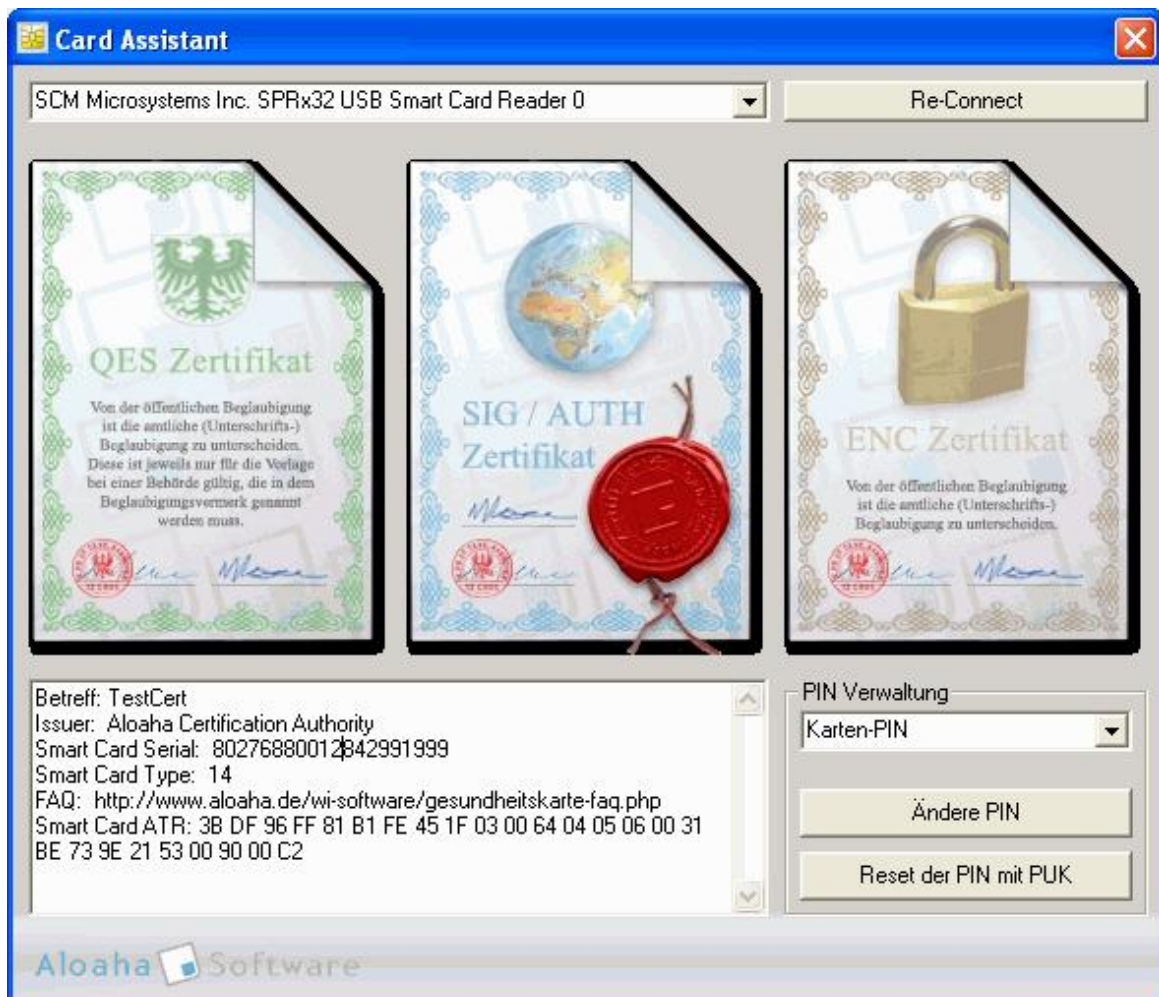 Card Assistant
SCM Microsystems Inc. SPRx32 USB Smart Card Reader 0
Re-Connect
QES Zertifikat
Von der öffentlichen Beglaubigung
ist die amtliche (Unterschrifts-)
Beglaubigung zu unterscheiden.
Diese ist jeweils nur für die Vorlage
bei einer Behörde gültig, die in dem
Beglaubigungsvermerk genannt
werden muss.
SIG / AUTH
Zertifikat
ENC Zertifikat
Von der öffentlichen Beglaubigung
ist die amtliche (Unterschrifts-)
Beglaubigung zu unterscheiden.
Betreff: TestCert
Issuer: Aloaha Certification Authority
Smart Card Serial: 80276880012842991999
Smart Card Type: 14
FAQ: http://www.aloaha.de/wi-software/gesundheitskarte-faq.php
Smart Card ATR: 3B DF 96 FF 81 B1 FE 45 1F 03 00 64 04 05 06 00 31
BE 73 9E 21 53 00 90 00 C2
PIN Verwaltung
Karten-PIN
Ändere PIN
Reset der PIN mit PUK
Aloaha Software